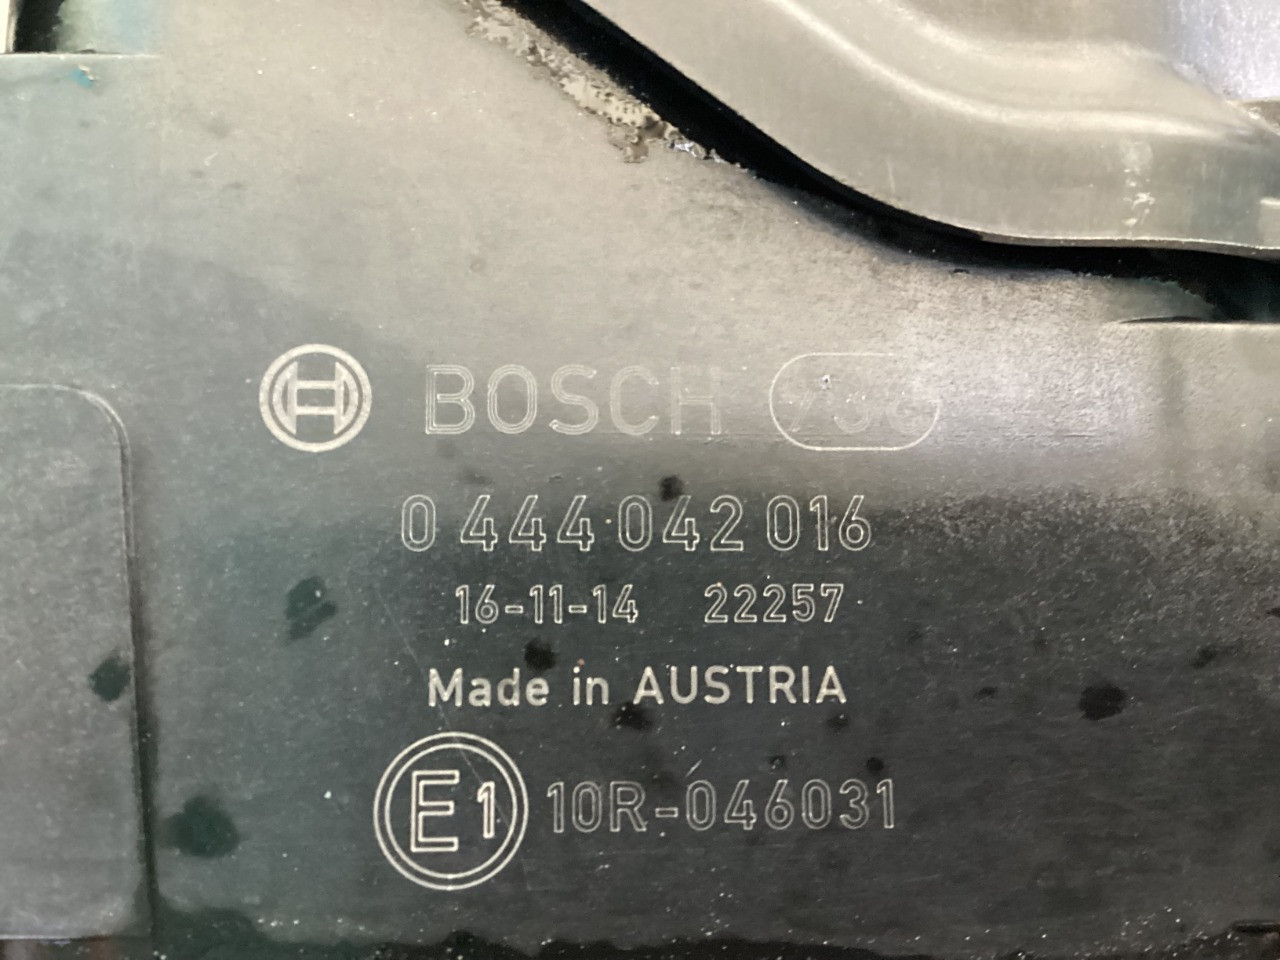 BOSCH
0 444 042 016
16-11-14 22257
Made in AUSTRIA
E1 10R-046031